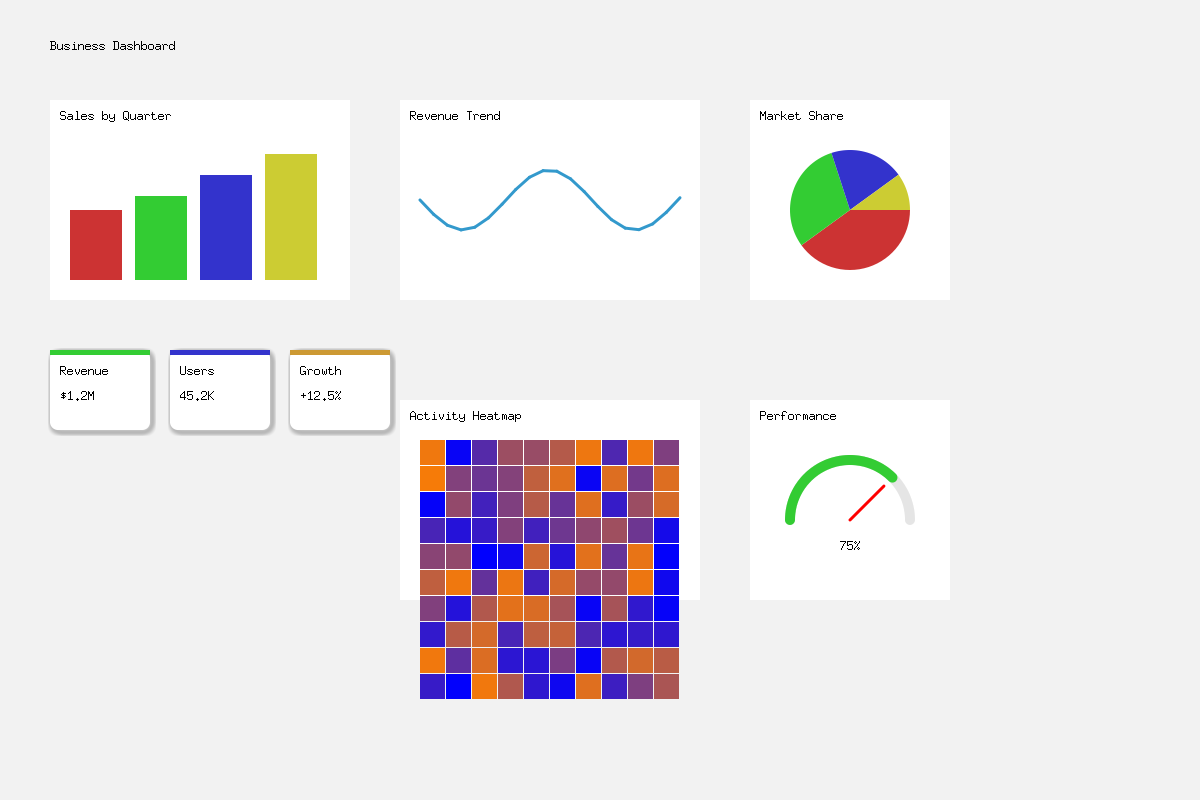 Business Dashboard
Sales by Quarter
Revenue Trend
Market Share
Revenue
$1.2M
Users
45.2K
Growth
+12.5%
Activity Heatmap
Performance
75%